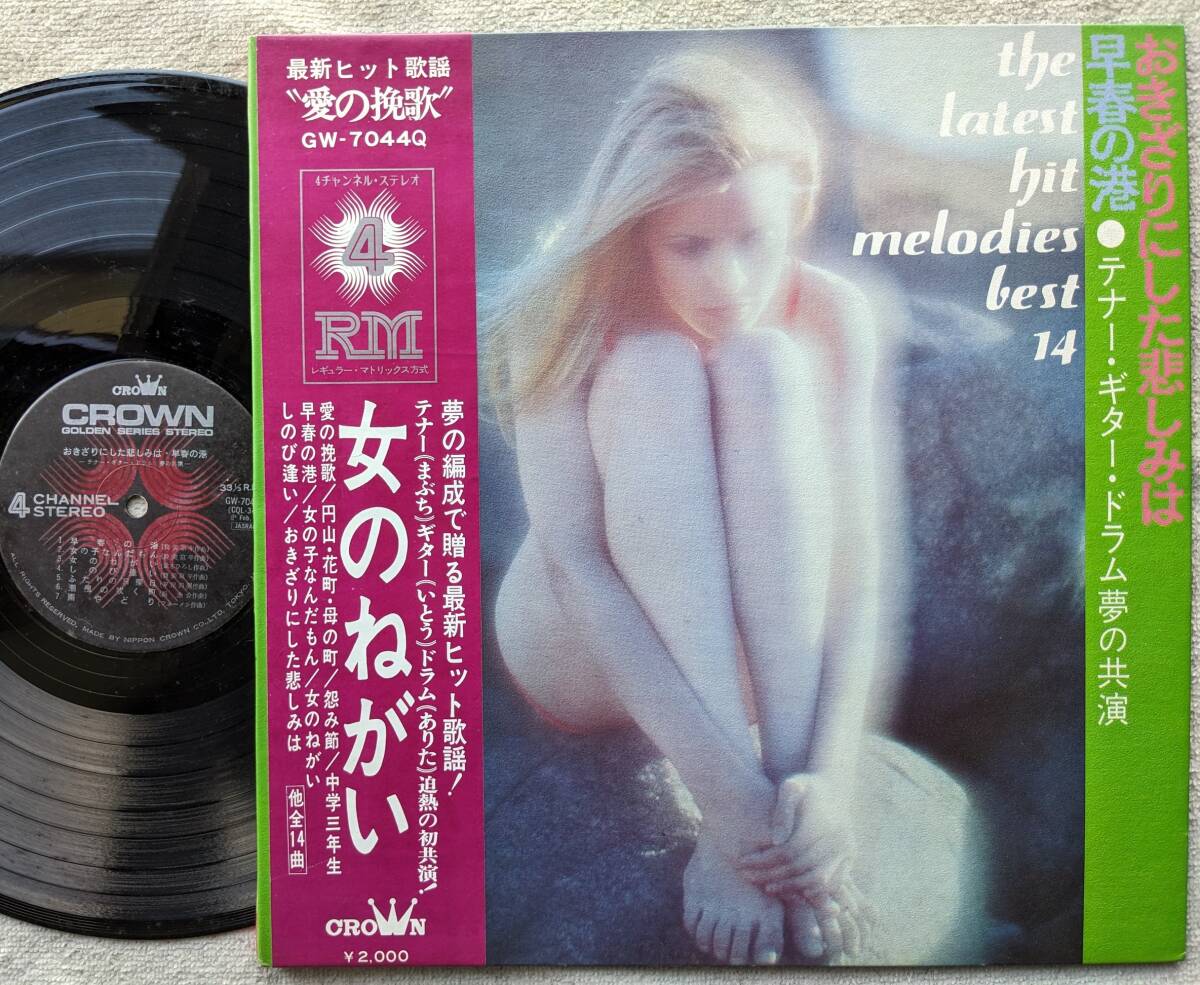 最新ヒット歌謡
"愛の挽歌"
GW-7044Q
4チャンネル・ステレオ
4
RM
レギュラー・マトリックス方式
夢の編成で贈る最新ヒット歌謡!
テナー(まぶち)ギター(いとう)ドラム(ありた)迫熱の初共演!
女のねがい
愛の挽歌/円山・花町・母の町/怨み節/中学三年生
早春の港/女の子なんだもん/女のねがい
しのび逢い/おきざりにした悲しみは
他全14曲
CROWN
¥2,000
the
latest
hit
melodies
best
14
おきざりにした悲しみは
早春の港●テナー・ギター・ドラム夢の共演
CROWN
CROWN
GOLDEN SERIES STEREO
おきざりにした悲しみは・早春の港
4 CHANNEL
STEREO
33⅓ R.
GW-704
ALL RIGHTS RESERVED. MADE BY NIPPON CROWN CO., LTD, TOKYO,